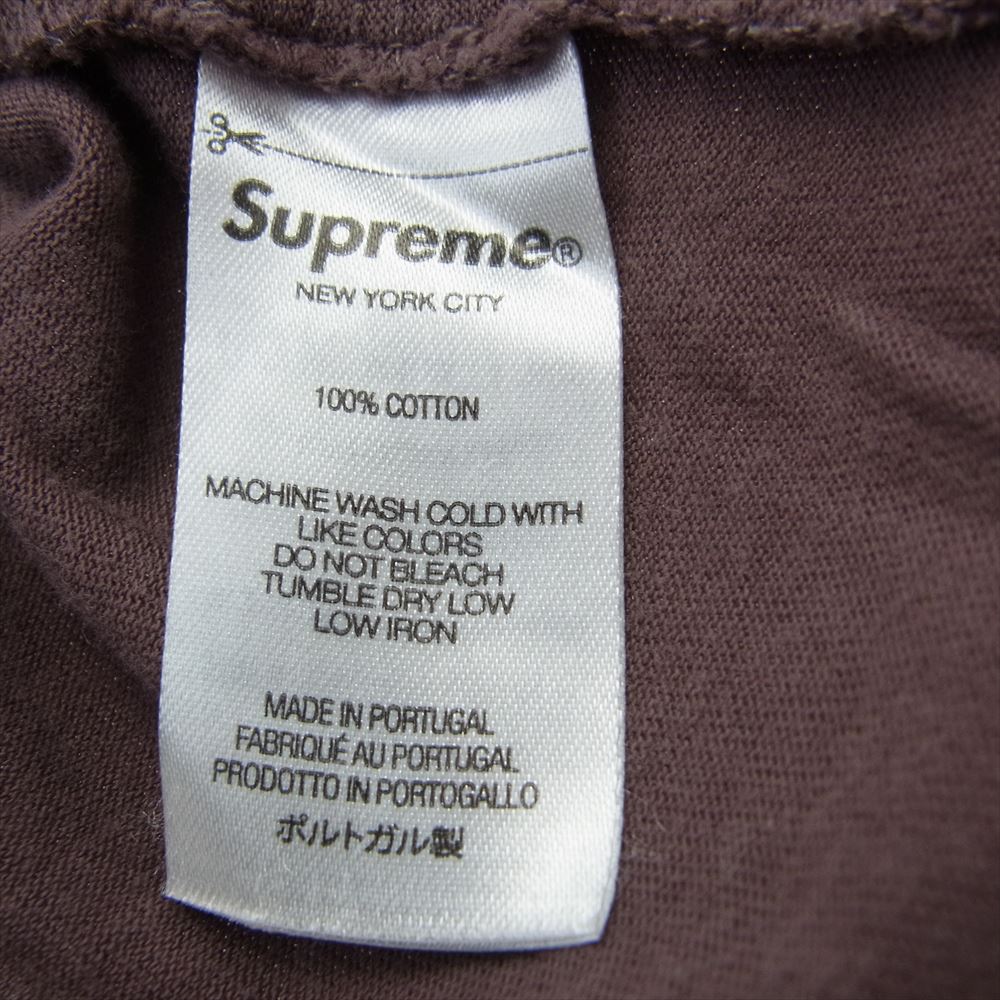 Supreme®
NEW YORK CITY
100% COTTON
MACHINE WASH COLD WITH
LIKE COLORS
DO NOT BLEACH
TUMBLE DRY LOW
LOW IRON
MADE IN PORTUGAL
FABRIQUÉ AU PORTUGAL
PRODOTTO IN PORTOGALLO
ポルトガル製